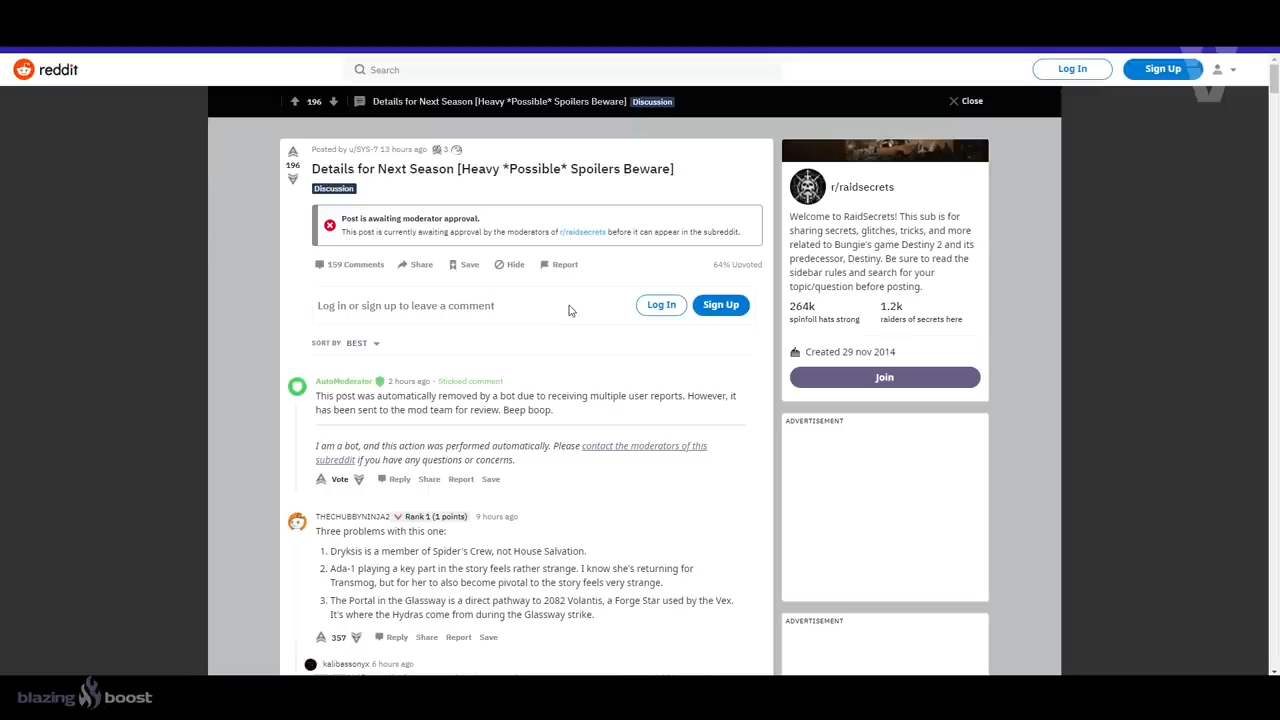 reddit
Search
Log In
Sign Up
196
Details for Next Season [Heavy *Possible* Spoilers Beware]
Discussion
Close
Posted by u/SYS-7 13 hours ago
3
196
Details for Next Season [Heavy *Possible* Spoilers Beware]
Discussion
Post is awaiting moderator approval.
This post is currently awaiting approval by the moderators of r/raidsecrets before it can appear in the subreddit.
159 Comments
Share
Save
Hide
Report
64% Upvoted
Log in or sign up to leave a comment
Log In
Sign Up
SORT BY BEST
AutoModerator 2 hours ago · Stickied comment
This post was automatically removed by a bot due to receiving multiple user reports. However, it
has been sent to the mod team for review. Beep boop.
I am a bot, and this action was performed automatically. Please contact the moderators of this
subreddit if you have any questions or concerns.
Vote
Reply
Share
Report
Save
THECHUBBYNINJA2 Rank 1 (1 points) 9 hours ago
Three problems with this one:
1. Dryksis is a member of Spider's Crew, not House Salvation.
2. Ada-1 playing a key part in the story feels rather strange. I know she's returning for
Transmog, but for her to also become pivotal to the story feels very strange.
3. The Portal in the Glassway is a direct pathway to 2082 Volantis, a Forge Star used by the Vex.
It's where the Hydras come from during the Glassway strike.
357
Reply
Share
Report
Save
kalibassonyx 6 hours ago
r/raidsecrets
Welcome to RaidSecrets! This sub is for
sharing secrets, glitches, tricks, and more
related to Bungie's game Destiny 2 and its
predecessor, Destiny. Be sure to read the
sidebar rules and search for your
topic/question before posting.
264k
1.2k
spinfoil hats strong
raiders of secrets here
Created 29 nov 2014
Join
ADVERTISEMENT
ADVERTISEMENT
blazing boost